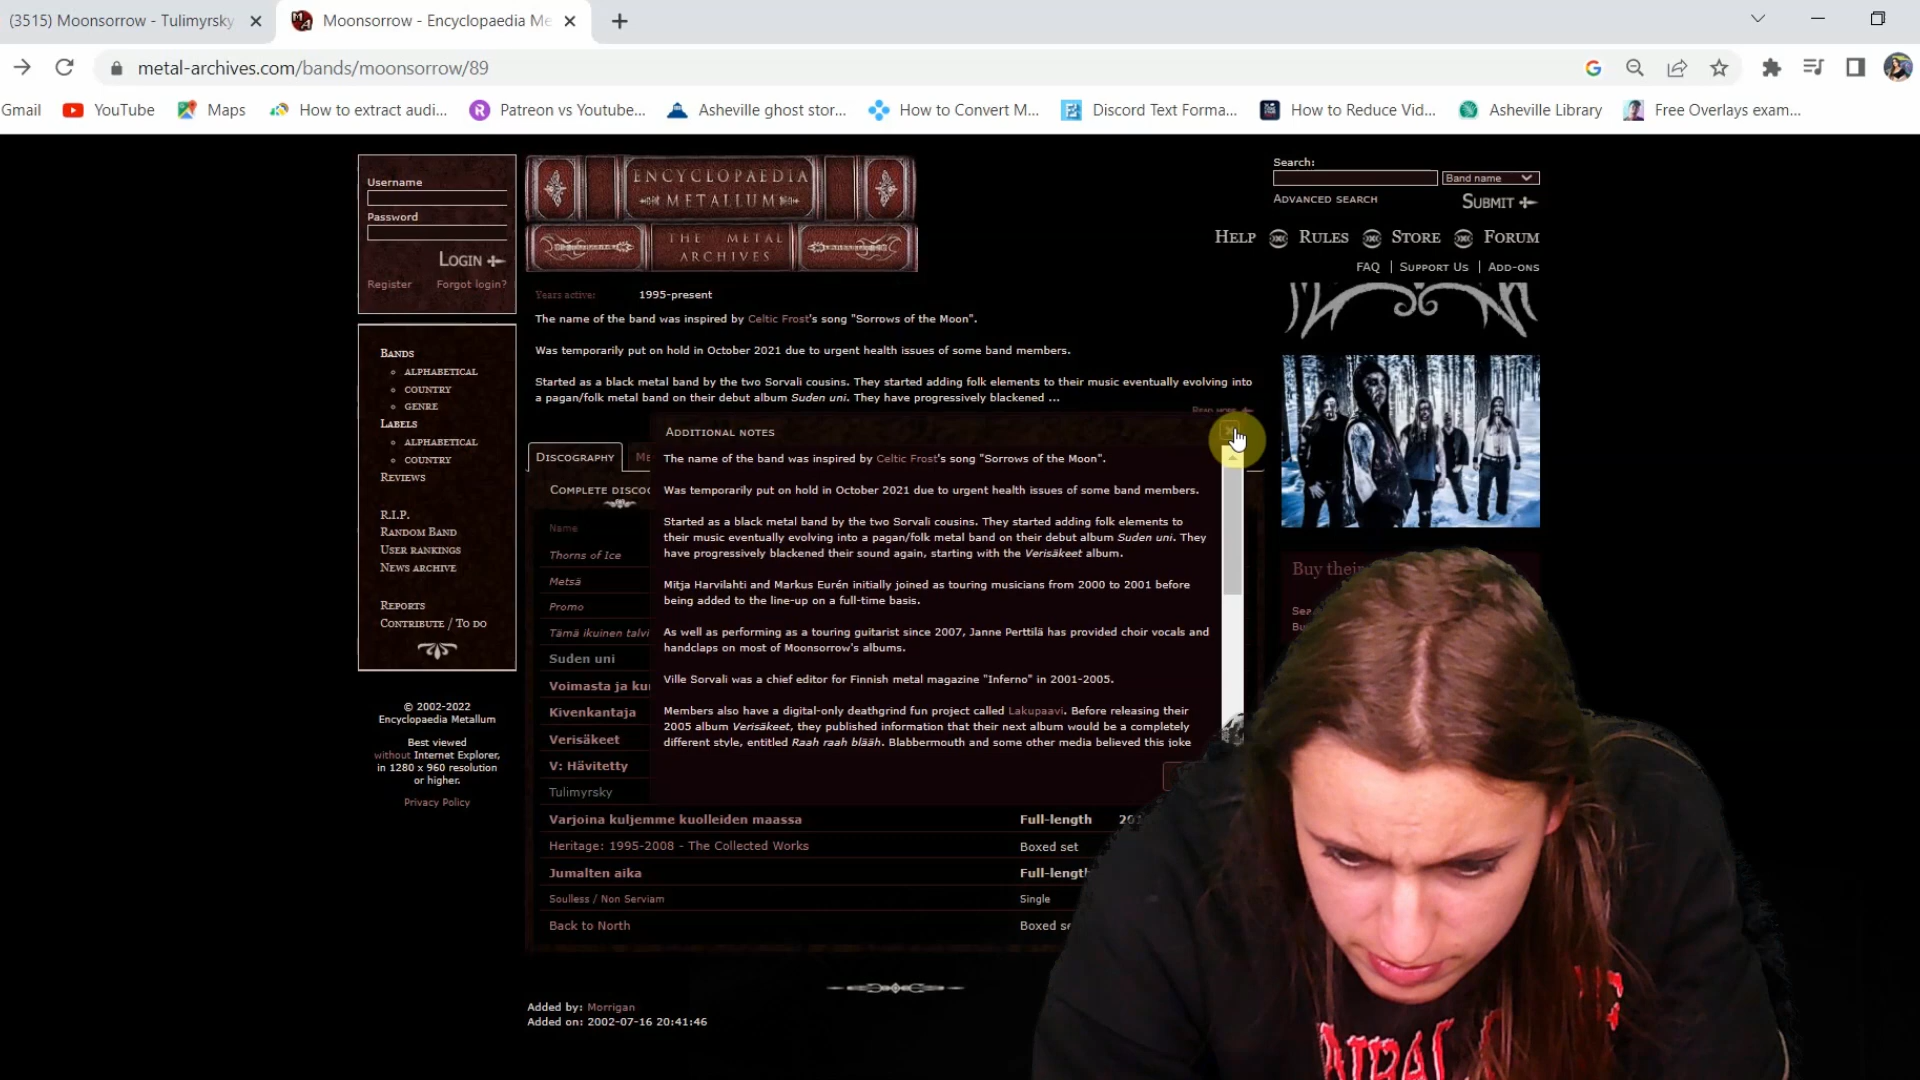 (3515) Moonsorrow - Tulimyrsky
Moonsorrow - Encyclopaedia Me
metal-archives.com/bands/moonsorrow/89
Gmail
YouTube
Maps
How to extract audi...
Patreon vs Youtube...
Asheville ghost stor...
How to Convert M...
Discord Text Forma...
How to Reduce Vid...
Asheville Library
Free Overlays exam...
Username
Password
LOGIN
Register Forgot login?
ENCYCLOPAEDIA
METALLUM
THE METAL
ARCHIVES
Search:
Band name
ADVANCED SEARCH
SUBMIT
HELP RULES STORE FORUM
FAQ | SUPPORT US | ADD-ONS
BANDS
ALPHABETICAL
COUNTRY
GENRE
LABELS
ALPHABETICAL
COUNTRY
REVIEWS
R.I.P.
RANDOM BAND
USER RANKINGS
NEWS ARCHIVE
REPORTS
CONTRIBUTE / TO DO
© 2002-2022
Encyclopaedia Metallum
Best viewed
without Internet Explorer,
in 1280 x 960 resolution
or higher.
Privacy Policy
Years active: 1995-present
The name of the band was inspired by Celtic Frost's song "Sorrows of the Moon".
Was temporarily put on hold in October 2021 due to urgent health issues of some band members.
Started as a black metal band by the two Sorvali cousins. They started adding folk elements to their music eventually evolving into
a pagan/folk metal band on their debut album Suden uni. They have progressively blackened ...
READ MORE
ADDITIONAL NOTES
The name of the band was inspired by Celtic Frost's song "Sorrows of the Moon".
Was temporarily put on hold in October 2021 due to urgent health issues of some band members.
Started as a black metal band by the two Sorvali cousins. They started adding folk elements to
their music eventually evolving into a pagan/folk metal band on their debut album Suden uni. They
have progressively blackened their sound again, starting with the Verisäkeet album.
Mitja Harvilahti and Markus Eurén initially joined as touring musicians from 2000 to 2001 before
being added to the line-up on a full-time basis.
As well as performing as a touring guitarist since 2007, Janne Perttilä has provided choir vocals and
handclaps on most of Moonsorrow's albums.
Ville Sorvali was a chief editor for Finnish metal magazine "Inferno" in 2001-2005.
Members also have a digital-only deathgrind fun project called Lakupaavi. Before releasing their
2005 album Verisäkeet, they published information that their next album would be a completely
different style, entitled Raah raah blääh. Blabbermouth and some other media believed this joke
DISCOGRAPHY ME
COMPLETE DISCO
Name
Thorns of Ice
Metsä
Promo
Tämä ikuinen talvi
Suden uni
Voimasta ja ku
Kivenkantaja
Verisäkeet
V: Hävitetty
Tulimyrsky
Varjoina kuljemme kuolleiden maassa Full-length 201
Heritage: 1995-2008 - The Collected Works Boxed set
Jumalten aika Full-length
Soulless / Non Serviam Single
Back to North Boxed se
Added by: Morrigan
Added on: 2002-07-16 20:41:46
Buy their
Sea
Bu